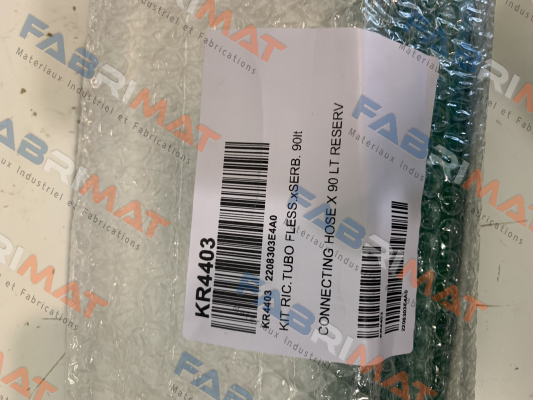 KR4403
KR4403 2208303E4A0
KIT RIC.TUBO FLESS.xSERB. 90lt
CONNECTING HOSE X 90 LT RESERV
FABRIMAT
Materiaux Industriel et Fabrications